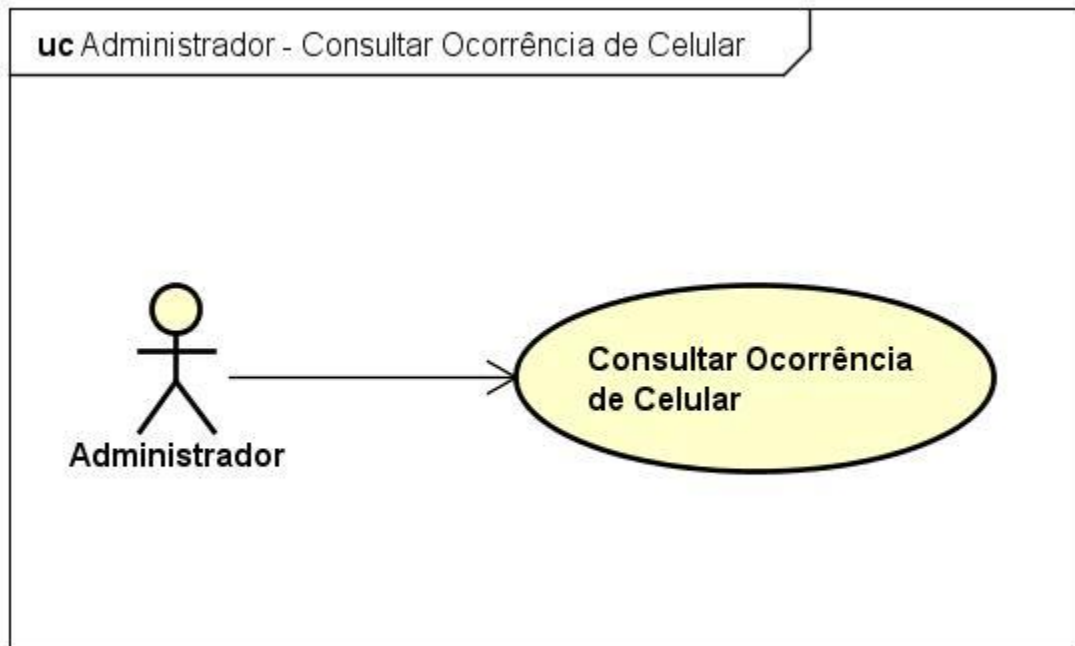 uc Administrador - Consultar Ocorrência de Celular
Consultar Ocorrência
de Celular
Administrador